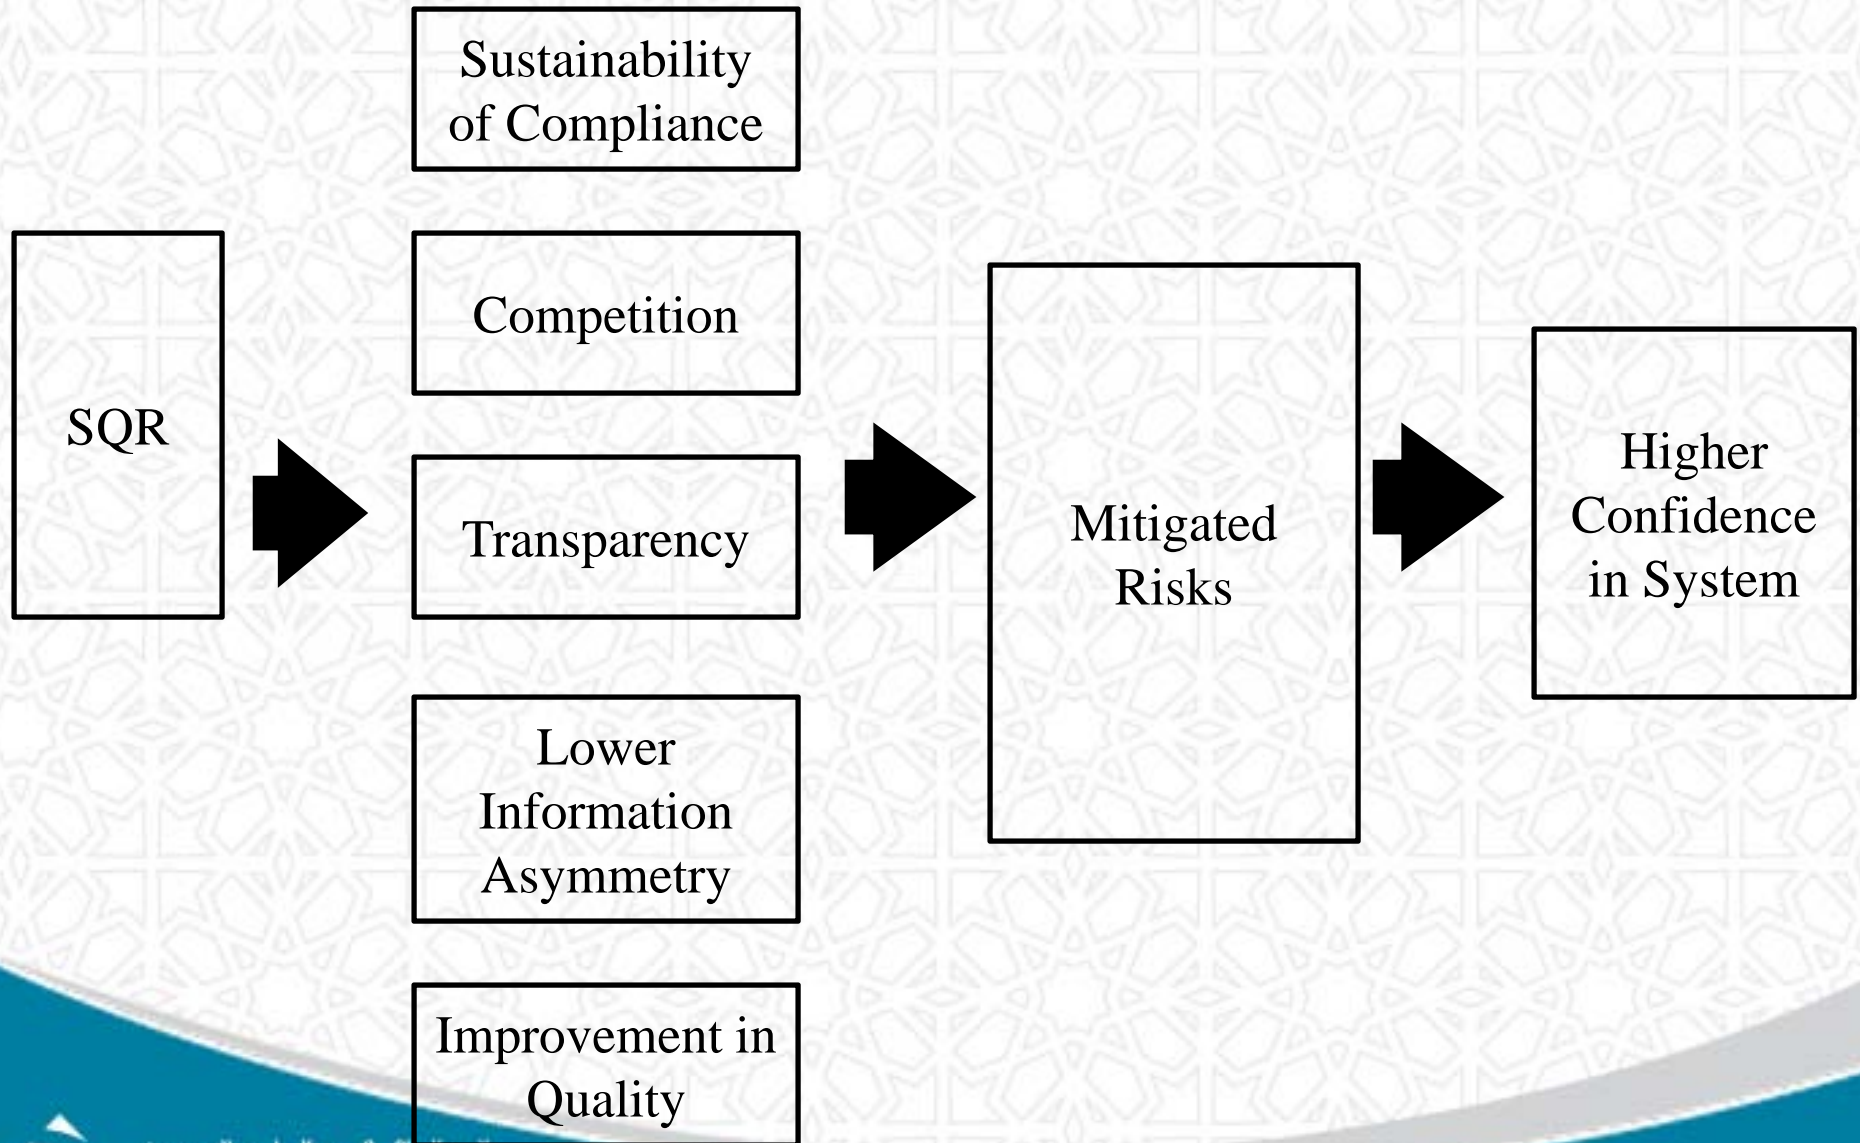 Sustainability
of Compliance
SQR
Competition
Transparency
Lower
Information
Asymmetry
Improvement in
Quality
Mitigated
Risks
Higher
Confidence
in System